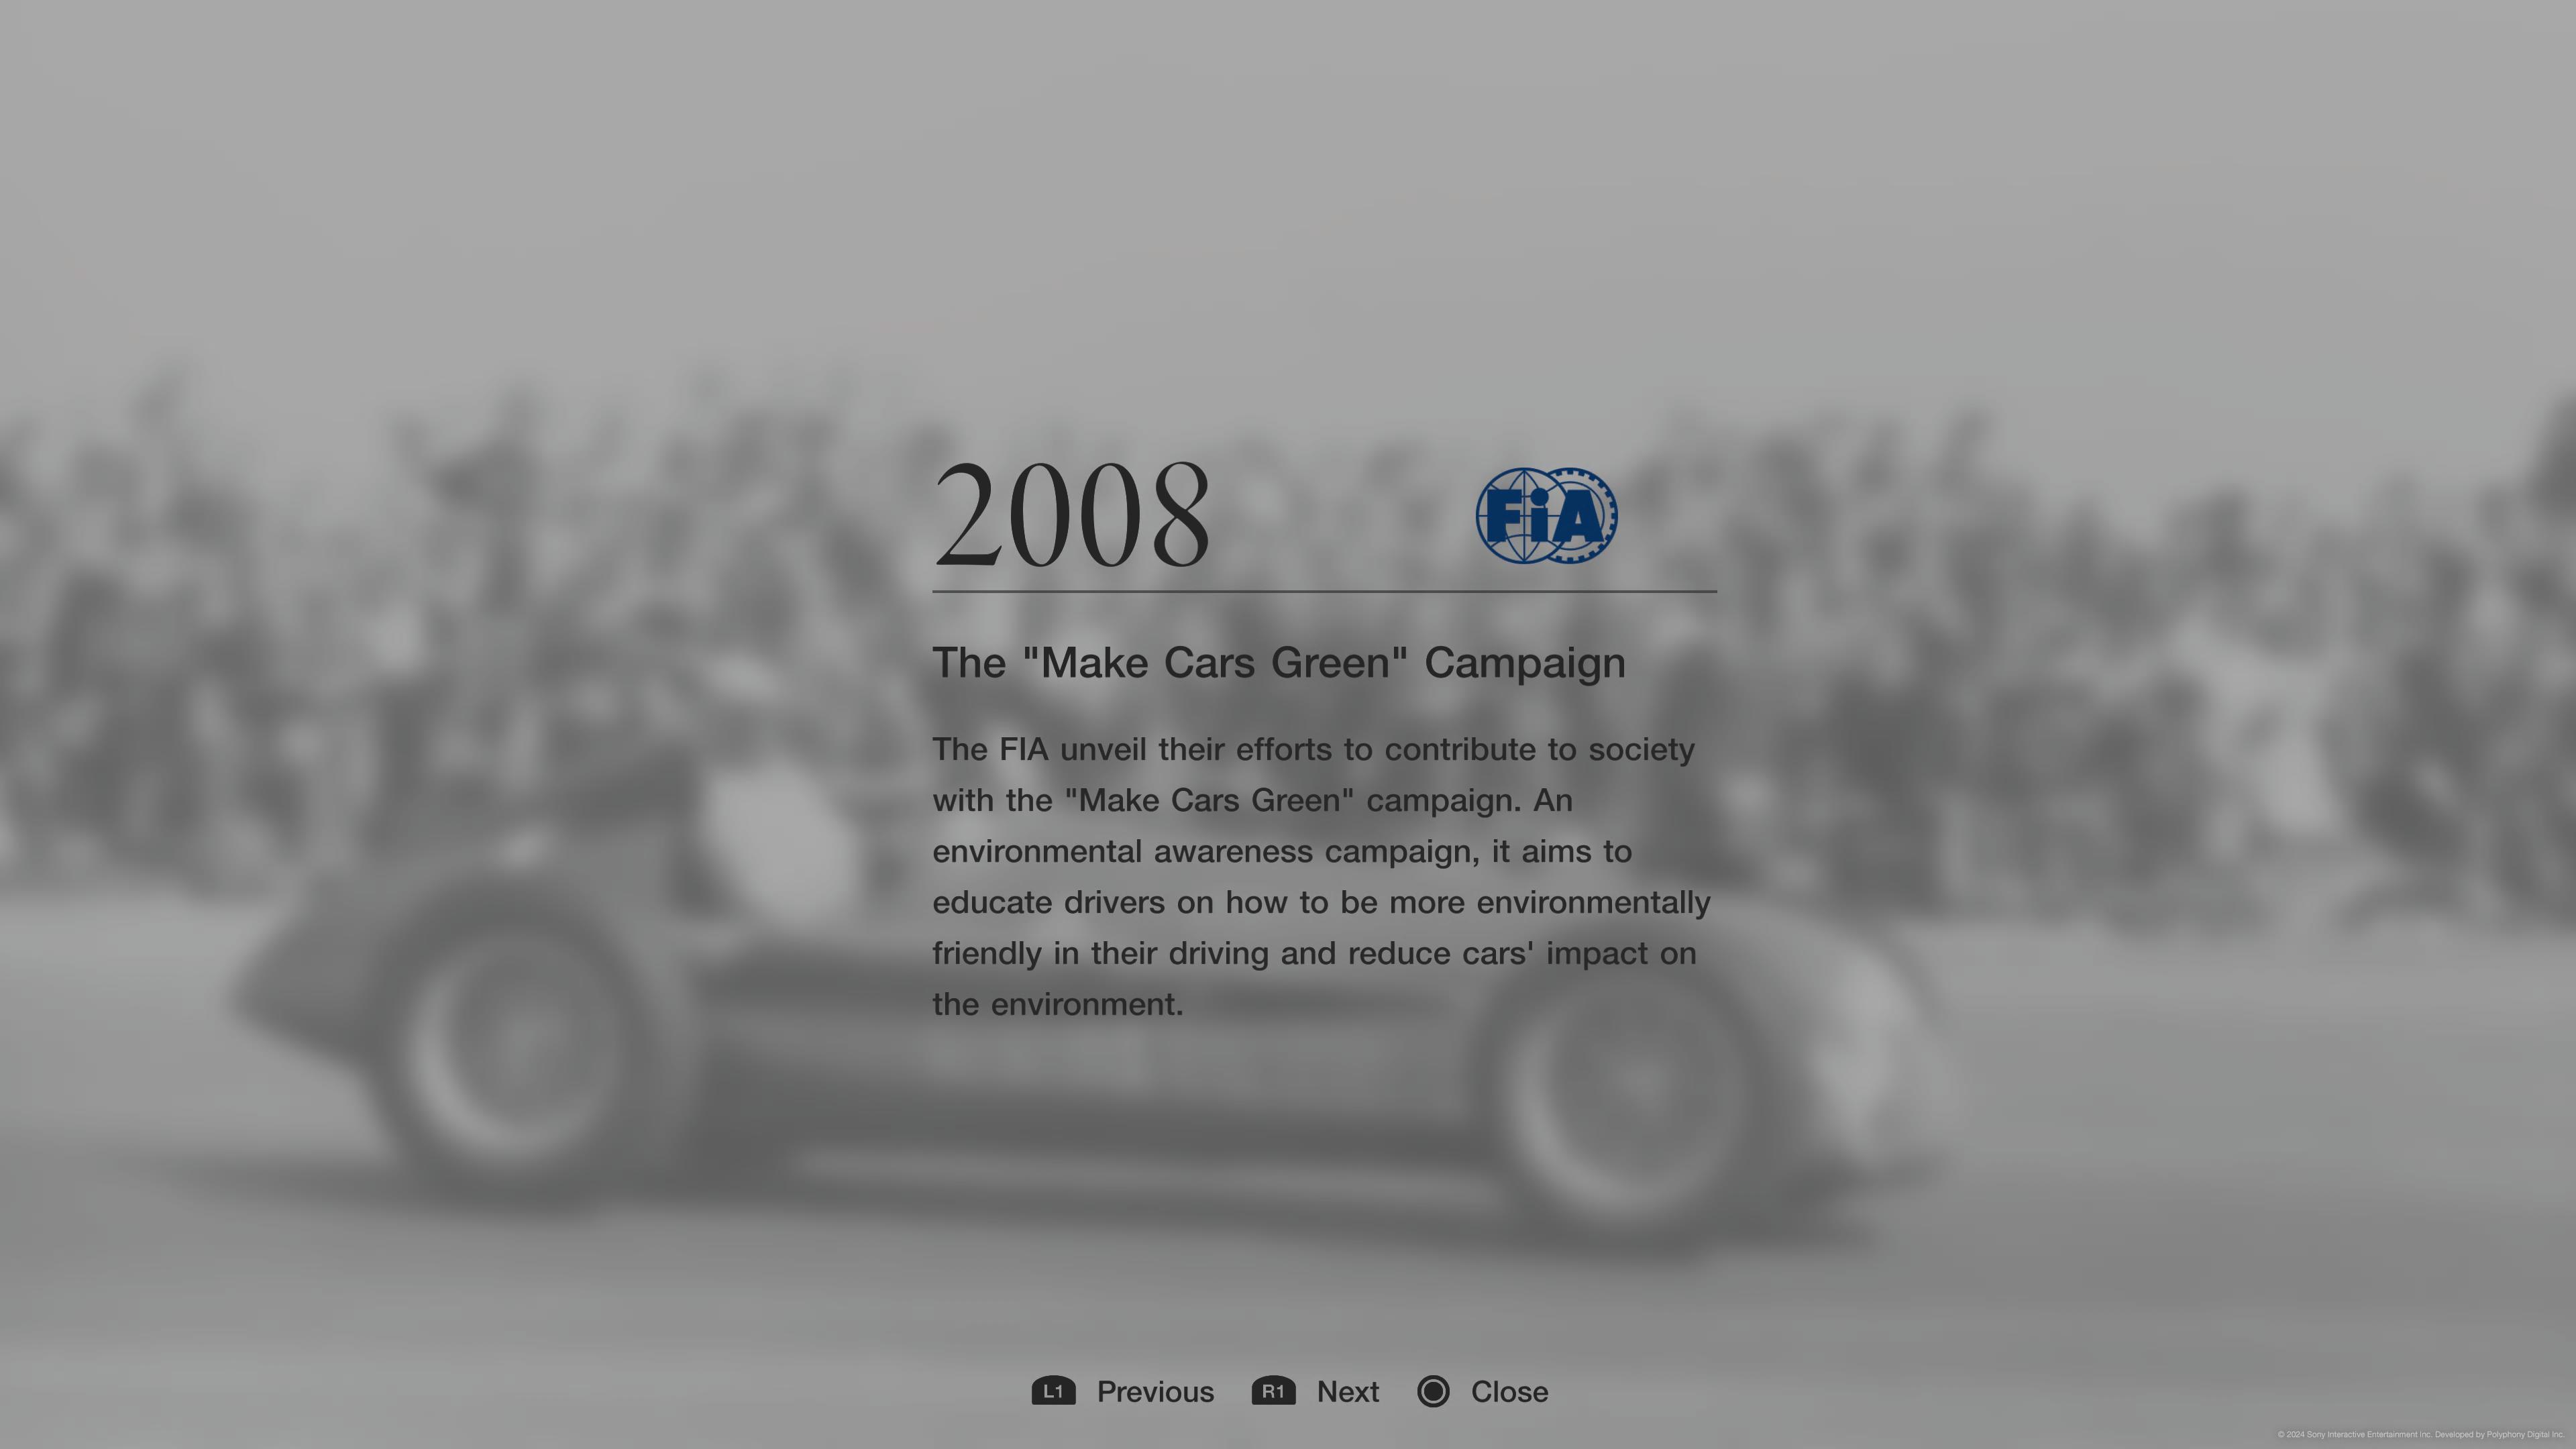 2008
FiA
The "Make Cars Green" Campaign
The FIA unveil their efforts to contribute to society
with the "Make Cars Green" campaign. An
environmental awareness campaign, it aims to
educate drivers on how to be more environmentally
friendly in their driving and reduce cars' impact on
the environment.
L1 Previous R1 Next Close
© 2024 Sony Interactive Entertainment Inc. Developed by Polyphony Digital Inc.